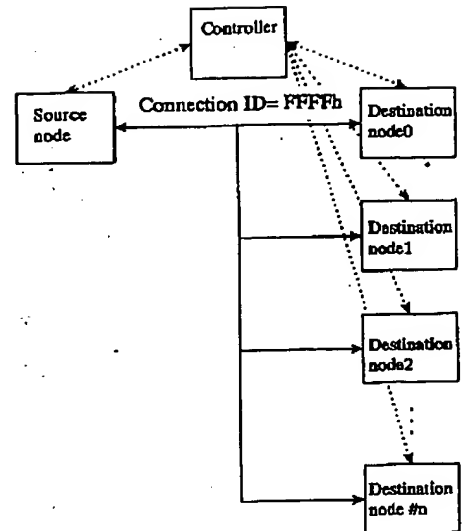 Controller
Source
node
Connection ID= FFFFh
Destination
node0
Destination
node1
Destination
node2
Destination
node #n